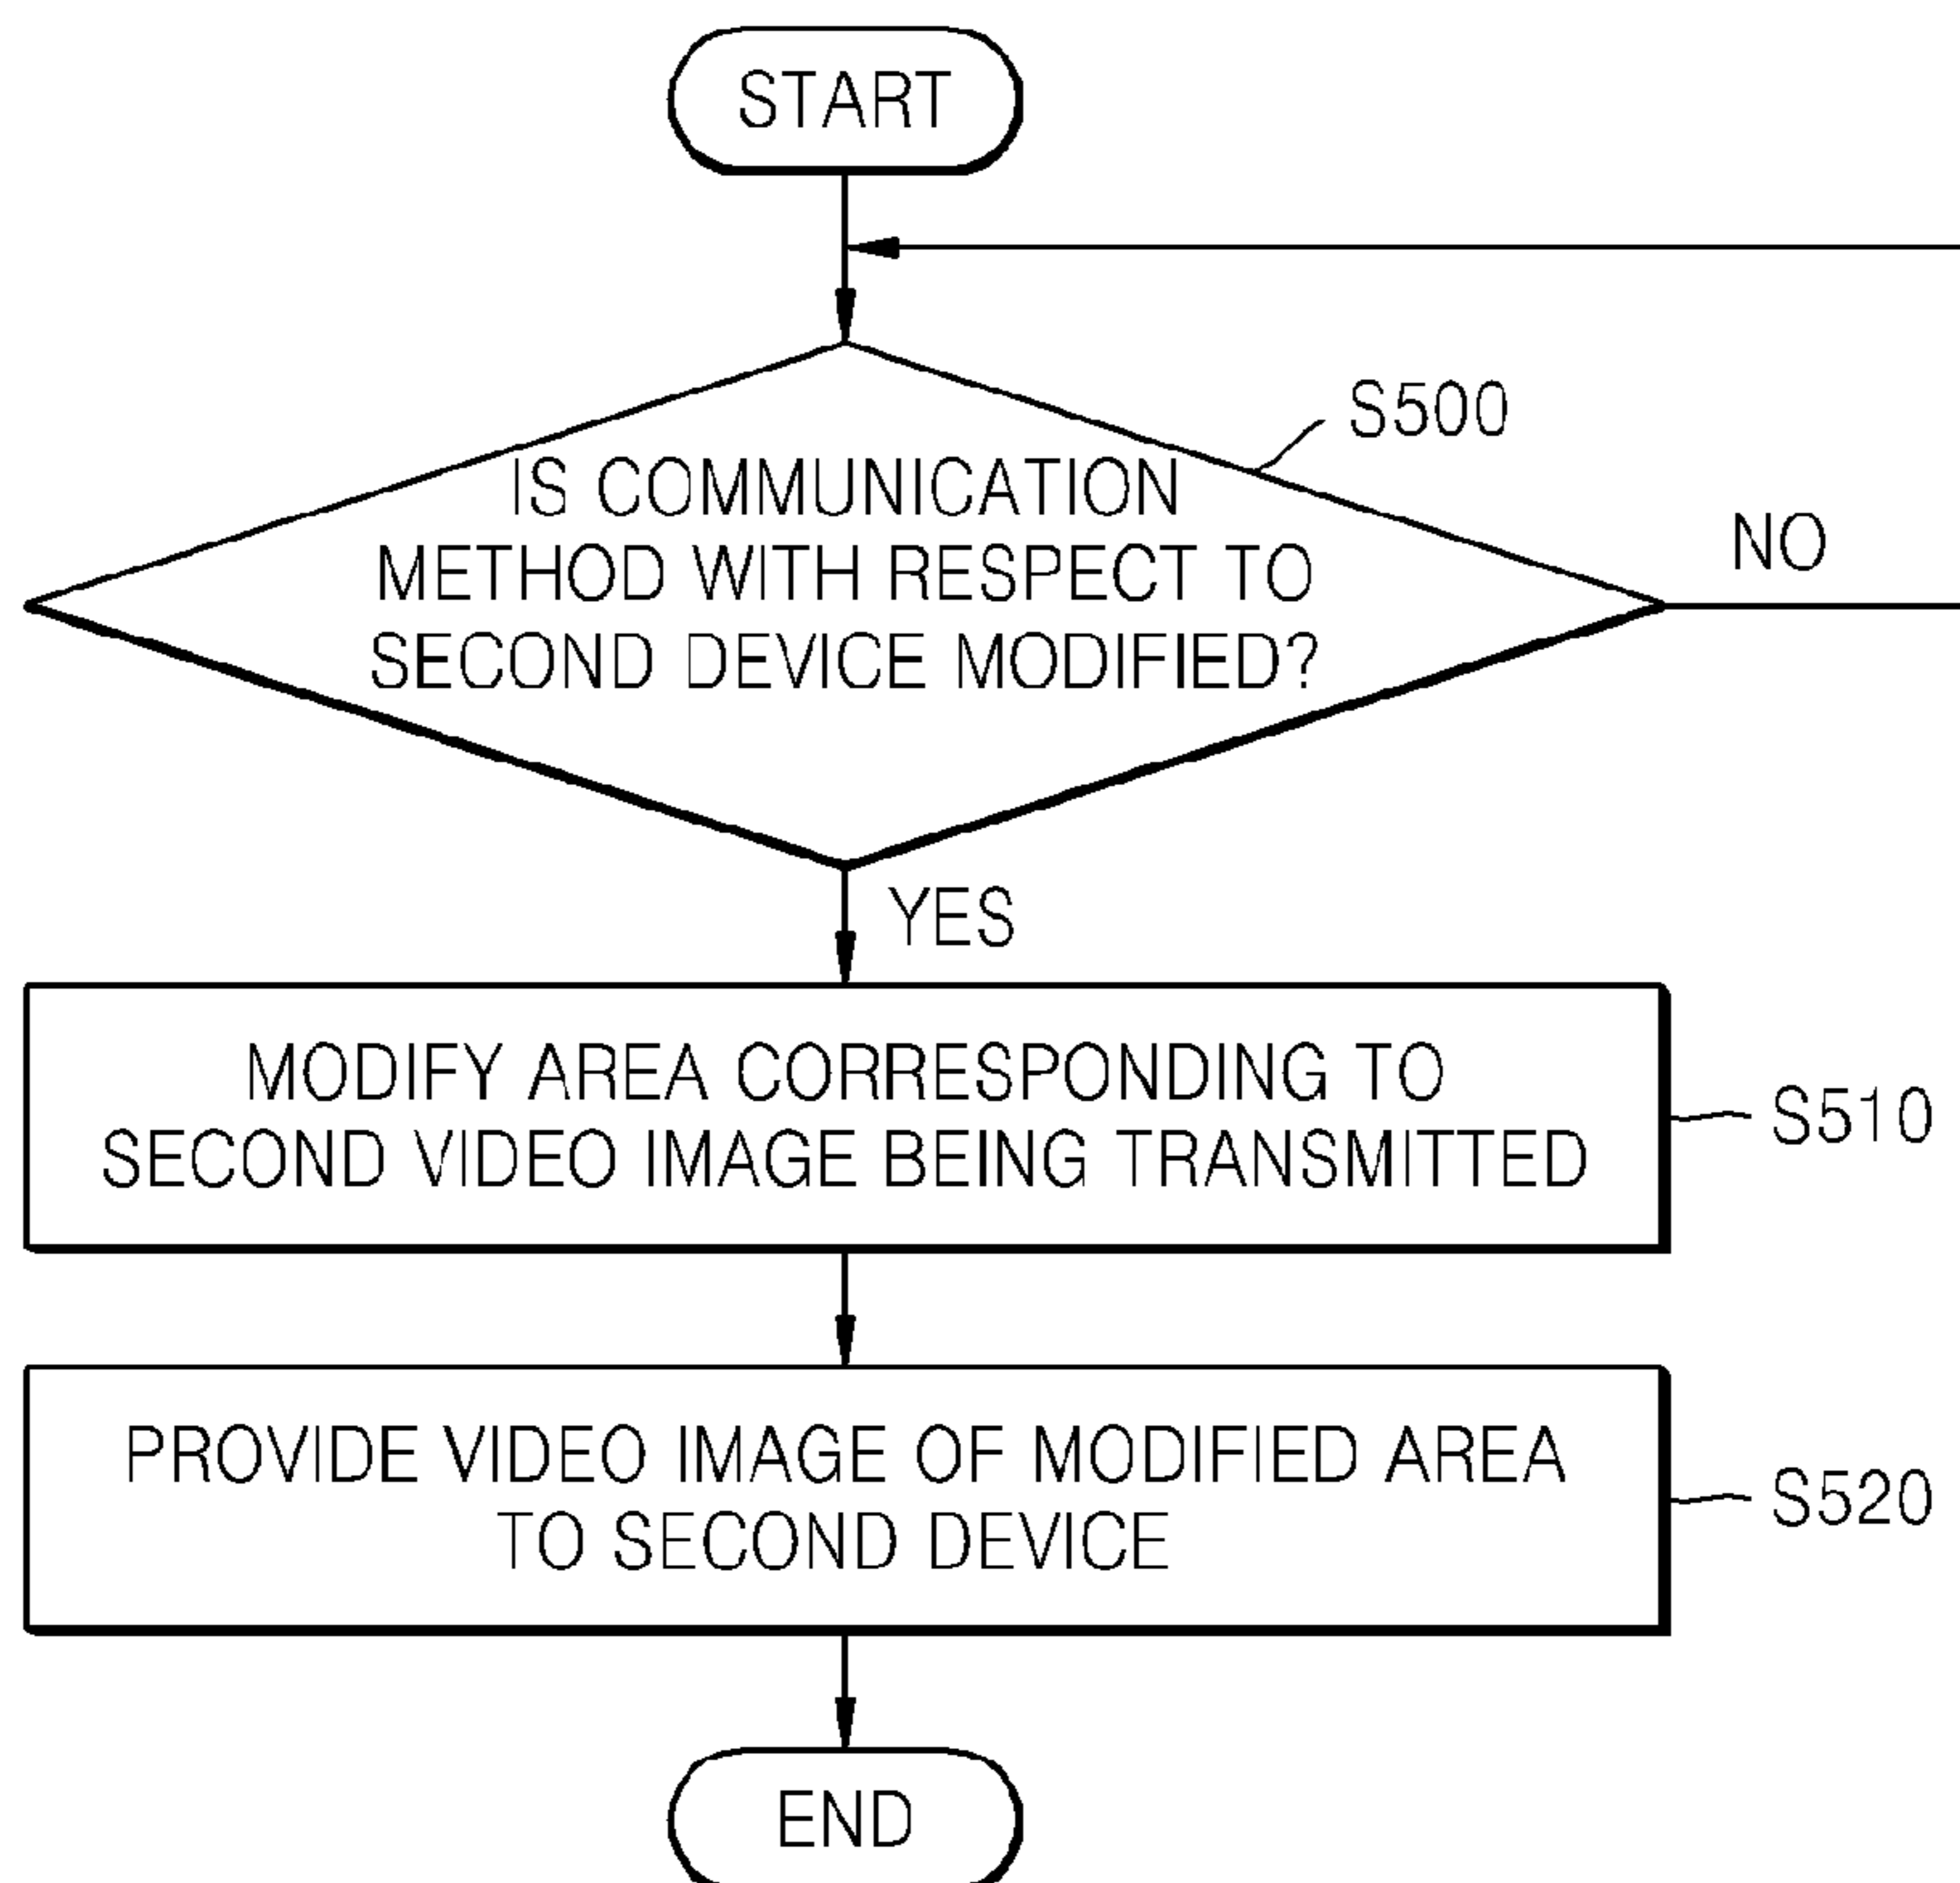 START
S500
IS COMMUNICATION
METHOD WITH RESPECT TO
SECOND DEVICE MODIFIED?
NO
YES
MODIFY AREA CORRESPONDING TO
SECOND VIDEO IMAGE BEING TRANSMITTED
S510
PROVIDE VIDEO IMAGE OF MODIFIED AREA
TO SECOND DEVICE
S520
END